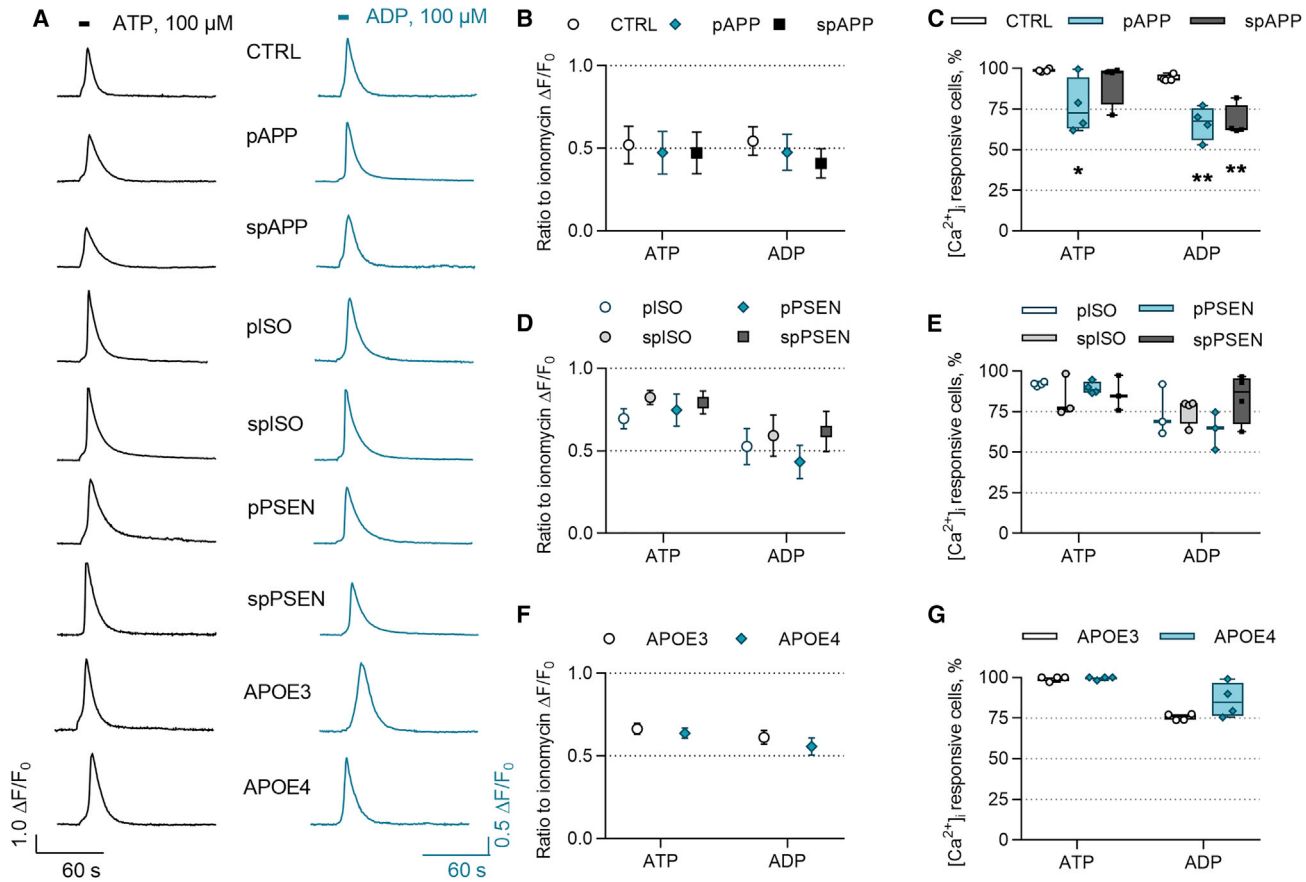 A
ATP, 100 µM
ADP, 100 µM
CTRL
pAPP
spAPP
pISO
spISO
pPSEN
spPSEN
APOE3
APOE4
1.0 ΔF/F0
60 s
0.5 ΔF/F0
60 s
B
CTRL pAPP spAPP
Ratio to ionomycin ΔF/F0
1.0
0.5
0.0
ATP ADP
C
CTRL pAPP spAPP
[Ca2+]i responsive cells, %
100
75
50
25
0
* ** **
ATP ADP
D
pISO pPSEN
spISO spPSEN
Ratio to ionomycin ΔF/F0
1.0
0.5
0.0
ATP ADP
E
pISO pPSEN
spISO spPSEN
[Ca2+]i responsive cells, %
100
75
50
25
0
ATP ADP
F
APOE3 APOE4
Ratio to ionomycin ΔF/F0
1.0
0.5
0.0
ATP ADP
G
APOE3 APOE4
[Ca2+]i responsive cells, %
100
75
50
25
0
ATP ADP